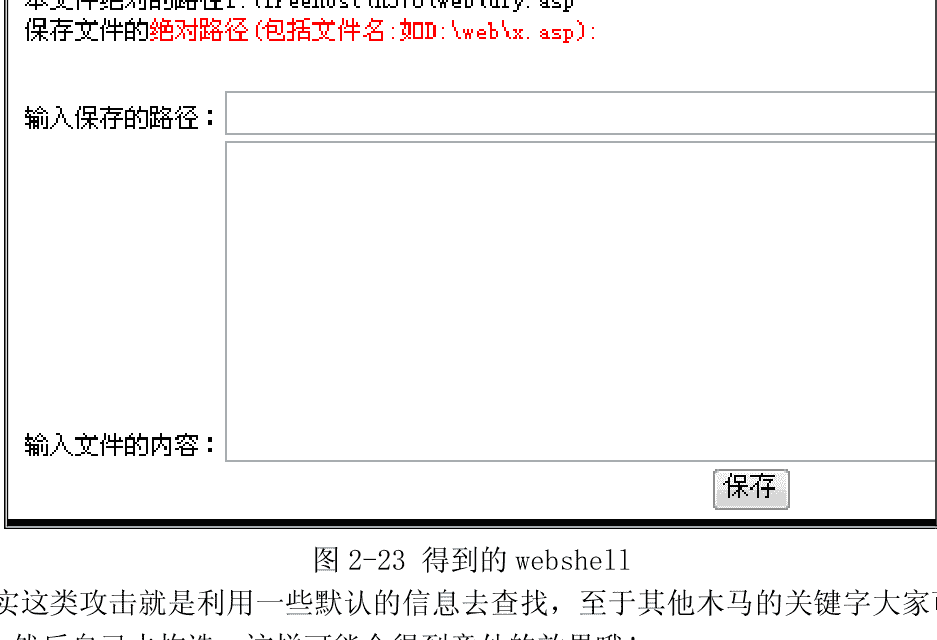 保存文件的绝对路径(包括文件名:如D:\web\x.asp):
输入保存的路径：
输入文件的内容：
保存
图 2-23 得到的 webshell
实这类攻击就是利用一些默认的信息去查找，至于其他木马的关键字大家